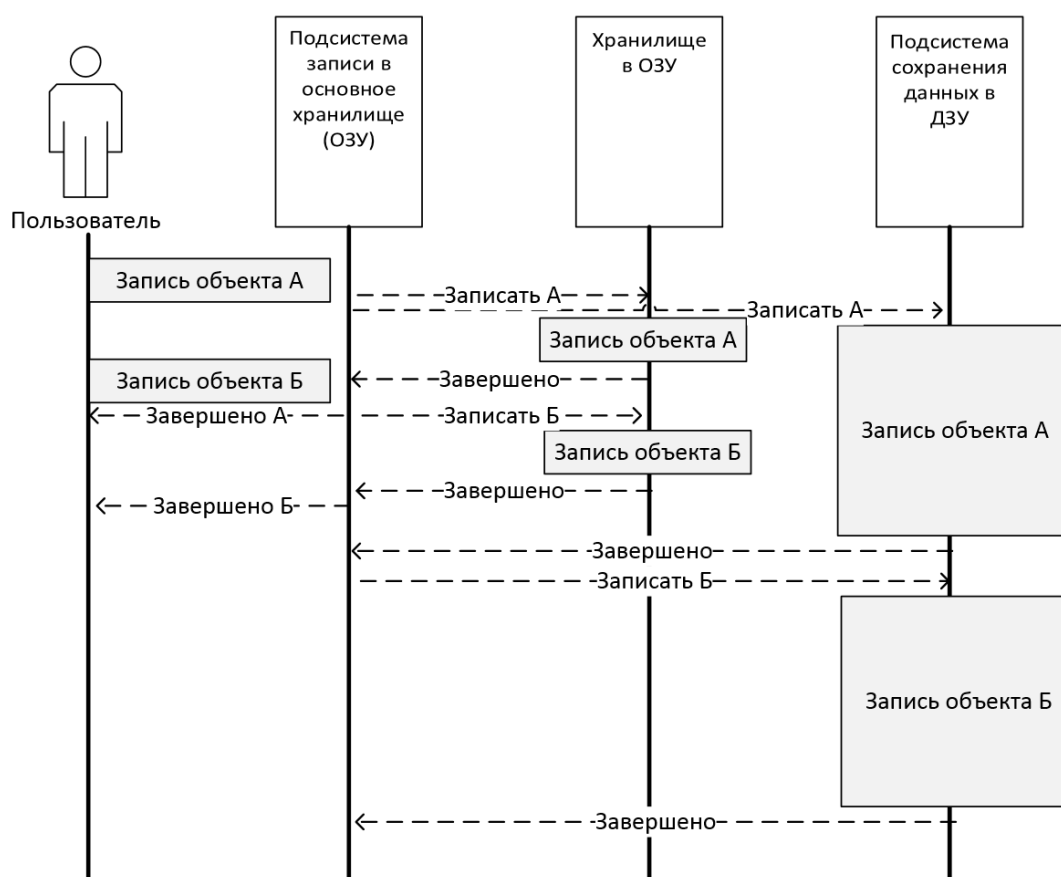 Подсистема
записи в
основное
хранилище
(ОЗУ)
Хранилище
в ОЗУ
Подсистема
сохранения
данных в
ДЗУ
Пользователь
Запись объекта А
Записать А
Записать А
Запись объекта А
Запись объекта Б
Завершено
Завершено А
Записать Б
Запись объекта А
Запись объекта Б
Завершено
Завершено Б
Завершено
Записать Б
Запись объекта Б
Завершено